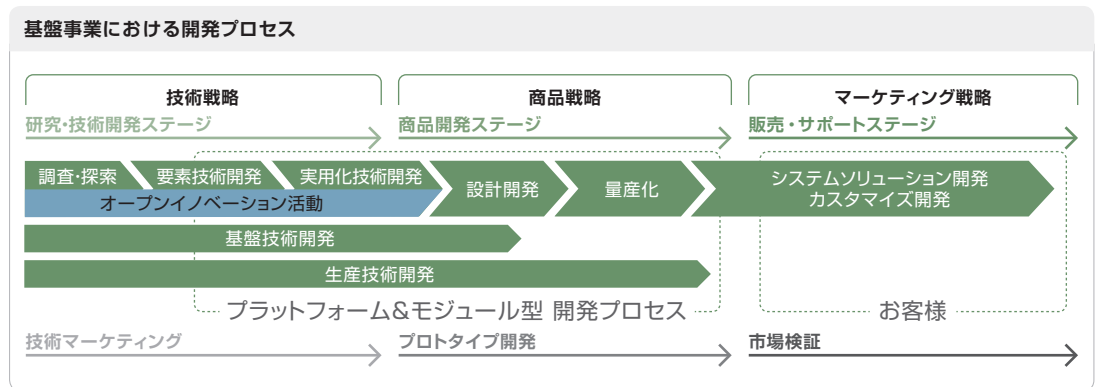 基盤事業における開発プロセス
技術戦略
商品戦略
マーケティング戦略
研究・技術開発ステージ
商品開発ステージ
販売・サポートステージ
調査・探索
要素技術開発
実用化技術開発
オープンイノベーション活動
設計開発
量産化
システムソリューション開発
カスタマイズ開発
基盤技術開発
生産技術開発
プラットフォーム&モジュール型 開発プロセス
お客様
技術マーケティング
プロトタイプ開発
市場検証